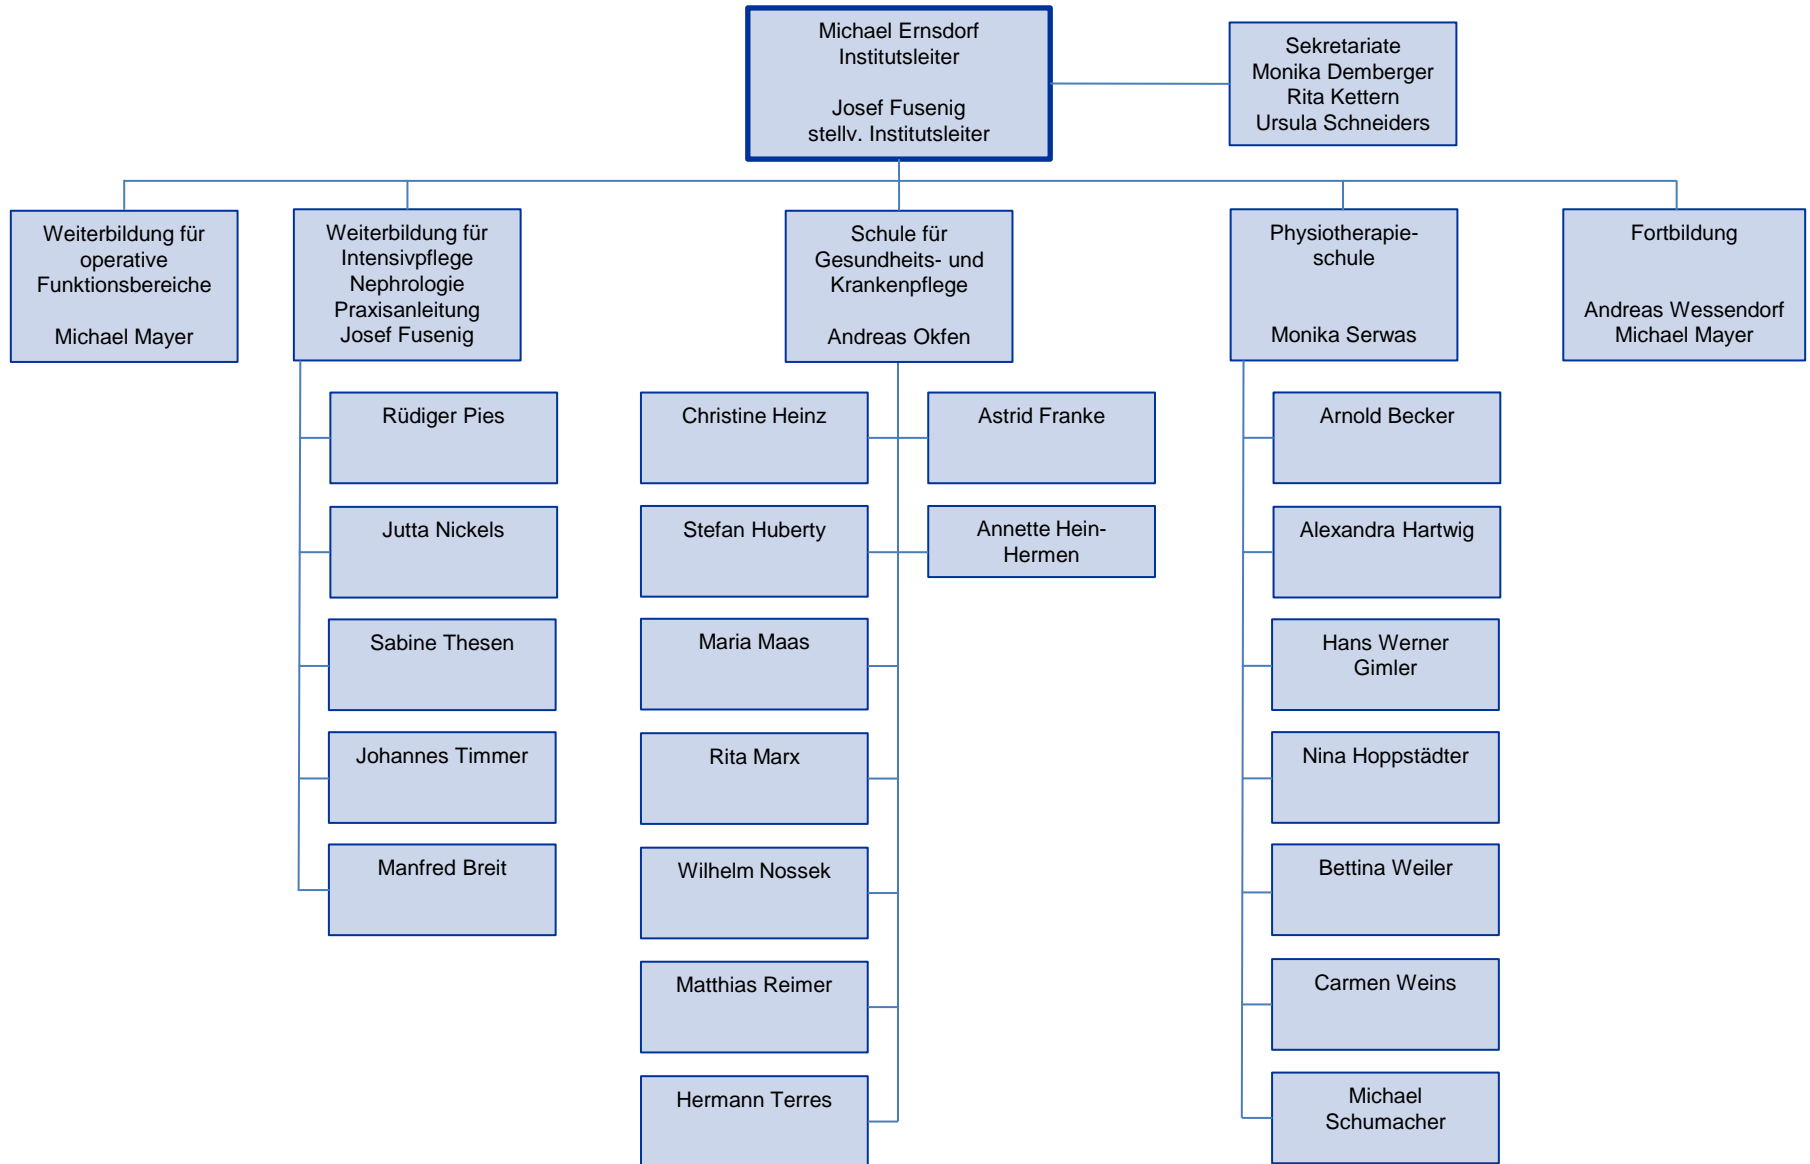 Michael Ernsdorf
Institutsleiter
Josef Fusenig
stellv. Institutsleiter
Sekretariate
Monika Demberger
Rita Kettern
Ursula Schneiders
Weiterbildung für
operative
Funktionsbereiche
Michael Mayer
Weiterbildung für
Intensivpflege
Nephrologie
Praxisanleitung
Josef Fusenig
Schule für
Gesundheits- und
Krankenpflege
Andreas Okfen
Physiotherapie-
schule
Monika Serwas
Fortbildung
Andreas Wessendorf
Michael Mayer
Rüdiger Pies
Jutta Nickels
Sabine Thesen
Johannes Timmer
Manfred Breit
Christine Heinz
Stefan Huberty
Maria Maas
Rita Marx
Wilhelm Nossek
Matthias Reimer
Hermann Terres
Astrid Franke
Annette Hein-
Hermen
Arnold Becker
Alexandra Hartwig
Hans Werner
Gimler
Nina Hoppstädter
Bettina Weiler
Carmen Weins
Michael
Schumacher